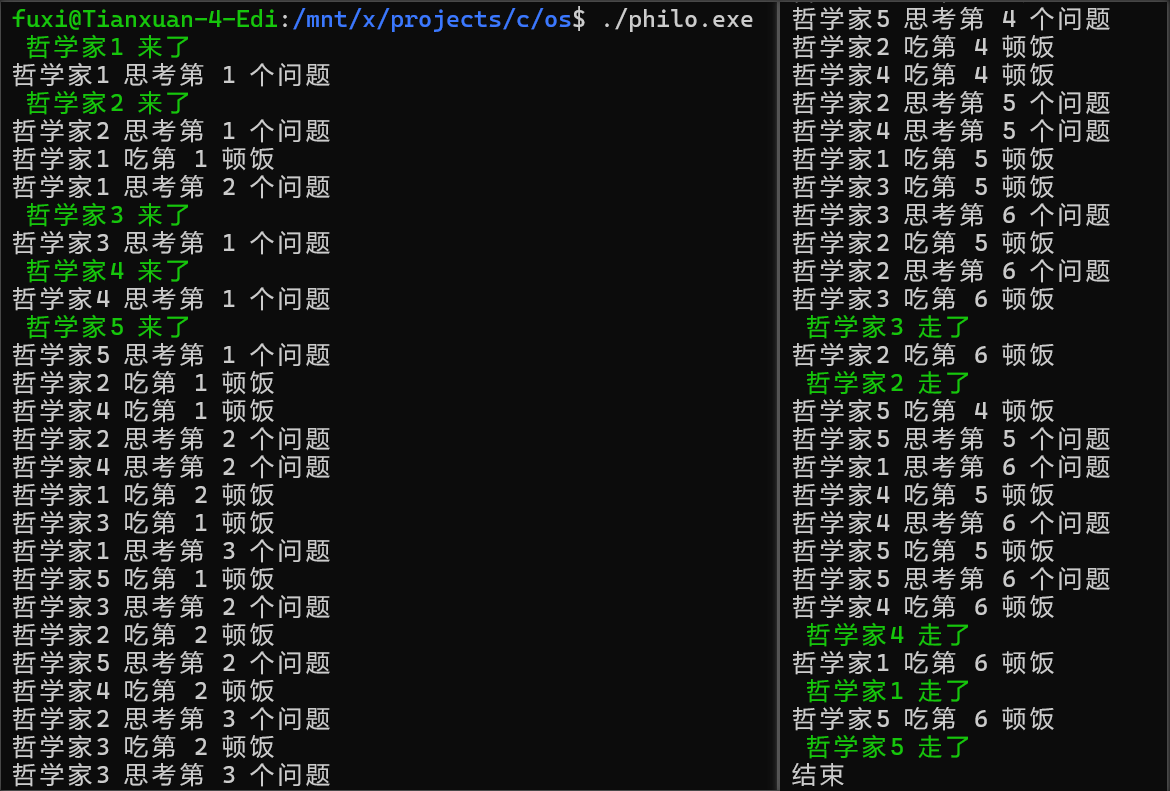 fuxi@Tianxuan-4-Edi:/mnt/x/projects/c/os$ ./philo.exe
哲学家1 来了
哲学家1 思考第 1 个问题
哲学家2 来了
哲学家2 思考第 1 个问题
哲学家1 吃第 1 顿饭
哲学家1 思考第 2 个问题
哲学家3 来了
哲学家3 思考第 1 个问题
哲学家4 来了
哲学家4 思考第 1 个问题
哲学家5 来了
哲学家5 思考第 1 个问题
哲学家2 吃第 1 顿饭
哲学家4 吃第 1 顿饭
哲学家2 思考第 2 个问题
哲学家4 思考第 2 个问题
哲学家1 吃第 2 顿饭
哲学家3 吃第 1 顿饭
哲学家1 思考第 3 个问题
哲学家5 吃第 1 顿饭
哲学家3 思考第 2 个问题
哲学家2 吃第 2 顿饭
哲学家5 思考第 2 个问题
哲学家4 吃第 2 顿饭
哲学家2 思考第 3 个问题
哲学家3 吃第 2 顿饭
哲学家3 思考第 3 个问题
哲学家5 思考第 4 个问题
哲学家2 吃第 4 顿饭
哲学家4 吃第 4 顿饭
哲学家2 思考第 5 个问题
哲学家4 思考第 5 个问题
哲学家1 吃第 5 顿饭
哲学家3 吃第 5 顿饭
哲学家3 思考第 6 个问题
哲学家2 吃第 5 顿饭
哲学家2 思考第 6 个问题
哲学家3 吃第 6 顿饭
哲学家3 走了
哲学家2 吃第 6 顿饭
哲学家2 走了
哲学家5 吃第 4 顿饭
哲学家5 思考第 5 个问题
哲学家1 思考第 6 个问题
哲学家4 吃第 5 顿饭
哲学家4 思考第 6 个问题
哲学家5 吃第 5 顿饭
哲学家5 思考第 6 个问题
哲学家4 吃第 6 顿饭
哲学家4 走了
哲学家1 吃第 6 顿饭
哲学家1 走了
哲学家5 吃第 6 顿饭
哲学家5 走了
结束